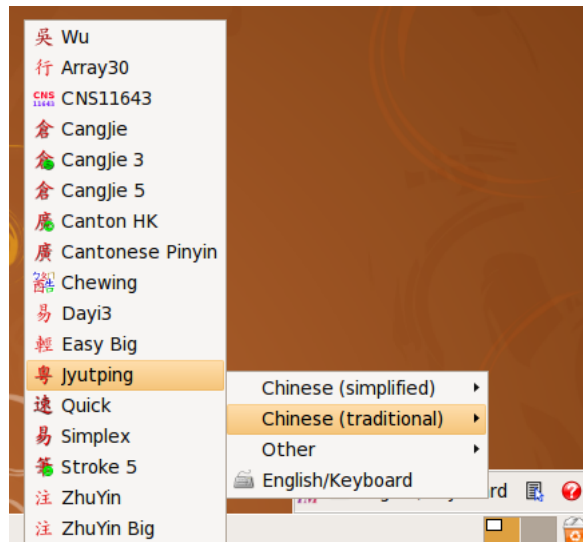 吳 Wu
行 Array30
CNS 11643 CNS11643
倉 CangJie
倉 CangJie 3
倉 CangJie 5
廣 Canton HK
廣 Cantonese Pinyin
酷 Chewing
易 Dayi3
輕 Easy Big
粵 Jyutping
速 Quick
易 Simplex
筆 Stroke 5
注 ZhuYin
注 ZhuYin Big
Chinese (simplified)
Chinese (traditional)
Other
English/Keyboard
rd